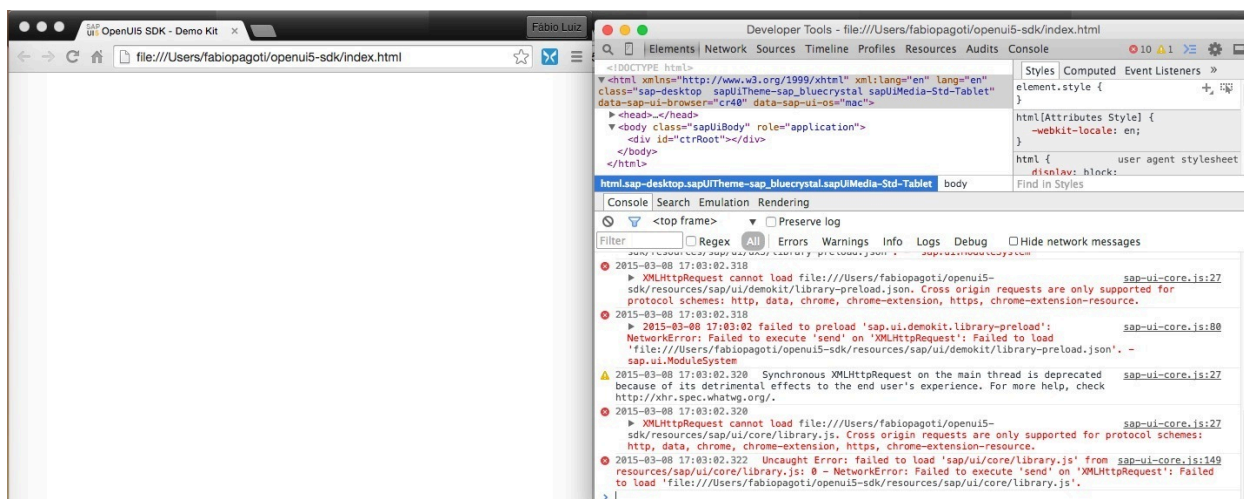 SAP UI5 OpenUI5 SDK - Demo Kit ×
Fábio Luiz
file:///Users/fabiopagoti/openui5-sdk/index.html
Developer Tools - file:///Users/fabiopagoti/openui5-sdk/index.html
Elements Network Sources Timeline Profiles Resources Audits Console 10 1
<!DOCTYPE html>
▼<html xmlns="http://www.w3.org/1999/xhtml" xml:lang="en" lang="en"
class="sap-desktop sapUiTheme-sap_bluecrystal sapUiMedia-Std-Tablet"
data-sap-ui-browser="cr40" data-sap-ui-os="mac">
▶<head>…</head>
▼<body class="sapUiBody" role="application">
<div id="ctrRoot"></div>
</body>
</html>
Styles Computed Event Listeners »
element.style {
}
html[Attributes Style] {
-webkit-locale: en;
}
html { user agent stylesheet
display: block;
html.sap-desktop.sapUiTheme-sap_bluecrystal.sapUiMedia-Std-Tablet body
Find in Styles
Console Search Emulation Rendering
<top frame> ▼ Preserve log
Filter Regex All Errors Warnings Info Logs Debug Hide network messages
sdk/resources/sap/ui/ux3/library-preload.json'. - sap.ui.ModuleSystem
2015-03-08 17:03:02.318
▶ XMLHttpRequest cannot load file:///Users/fabiopagoti/openui5- sap-ui-core.js:27
sdk/resources/sap/ui/demokit/library-preload.json. Cross origin requests are only supported for
protocol schemes: http, data, chrome, chrome-extension, https, chrome-extension-resource.
2015-03-08 17:03:02.318
▶ 2015-03-08 17:03:02 failed to preload 'sap.ui.demokit.library-preload': sap-ui-core.js:80
NetworkError: Failed to execute 'send' on 'XMLHttpRequest': Failed to load
'file:///Users/fabiopagoti/openui5-sdk/resources/sap/ui/demokit/library-preload.json'. -
sap.ui.ModuleSystem
2015-03-08 17:03:02.320 Synchronous XMLHttpRequest on the main thread is deprecated sap-ui-core.js:27
because of its detrimental effects to the end user's experience. For more help, check
http://xhr.spec.whatwg.org/.
2015-03-08 17:03:02.320
▶ XMLHttpRequest cannot load file:///Users/fabiopagoti/openui5- sap-ui-core.js:27
sdk/resources/sap/ui/core/library.js. Cross origin requests are only supported for protocol schemes:
http, data, chrome, chrome-extension, https, chrome-extension-resource.
2015-03-08 17:03:02.322 Uncaught Error: failed to load 'sap/ui/core/library.js' from sap-ui-core.js:149
resources/sap/ui/core/library.js: 0 - NetworkError: Failed to execute 'send' on 'XMLHttpRequest': Failed
to load 'file:///Users/fabiopagoti/openui5-sdk/resources/sap/ui/core/library.js'.